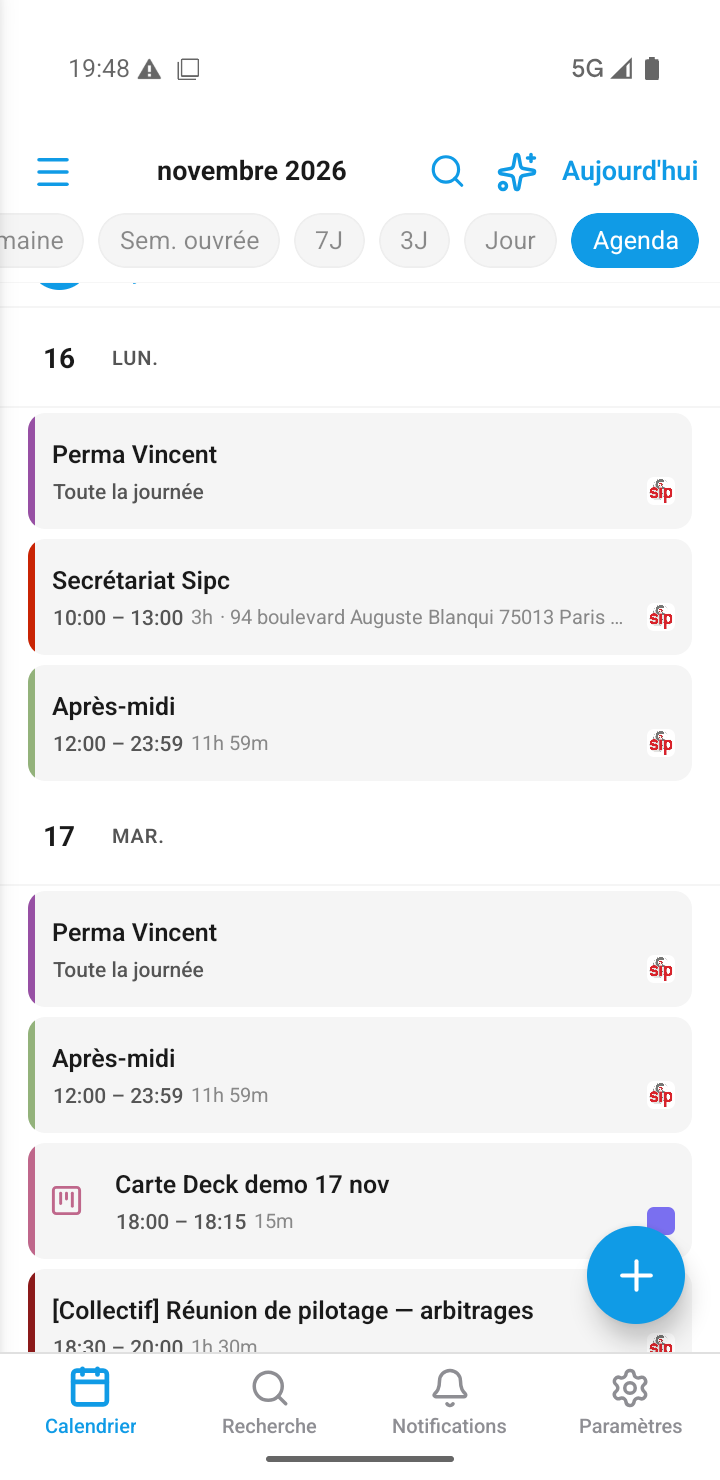 19:48
5G
novembre 2026
Aujourd'hui
maine
Sem. ouvrée
7J
3J
Jour
Agenda
16 LUN.
Perma Vincent
Toute la journée
sip
Secrétariat Sipc
10:00 – 13:00 3h · 94 boulevard Auguste Blanqui 75013 Paris ...
sip
Après-midi
12:00 – 23:59 11h 59m
sip
17 MAR.
Perma Vincent
Toute la journée
sip
Après-midi
12:00 – 23:59 11h 59m
sip
Carte Deck demo 17 nov
18:00 – 18:15 15m
[Collectif] Réunion de pilotage — arbitrages
18:30 – 20:00 1h 30m
sip
Calendrier
Recherche
Notifications
Paramètres